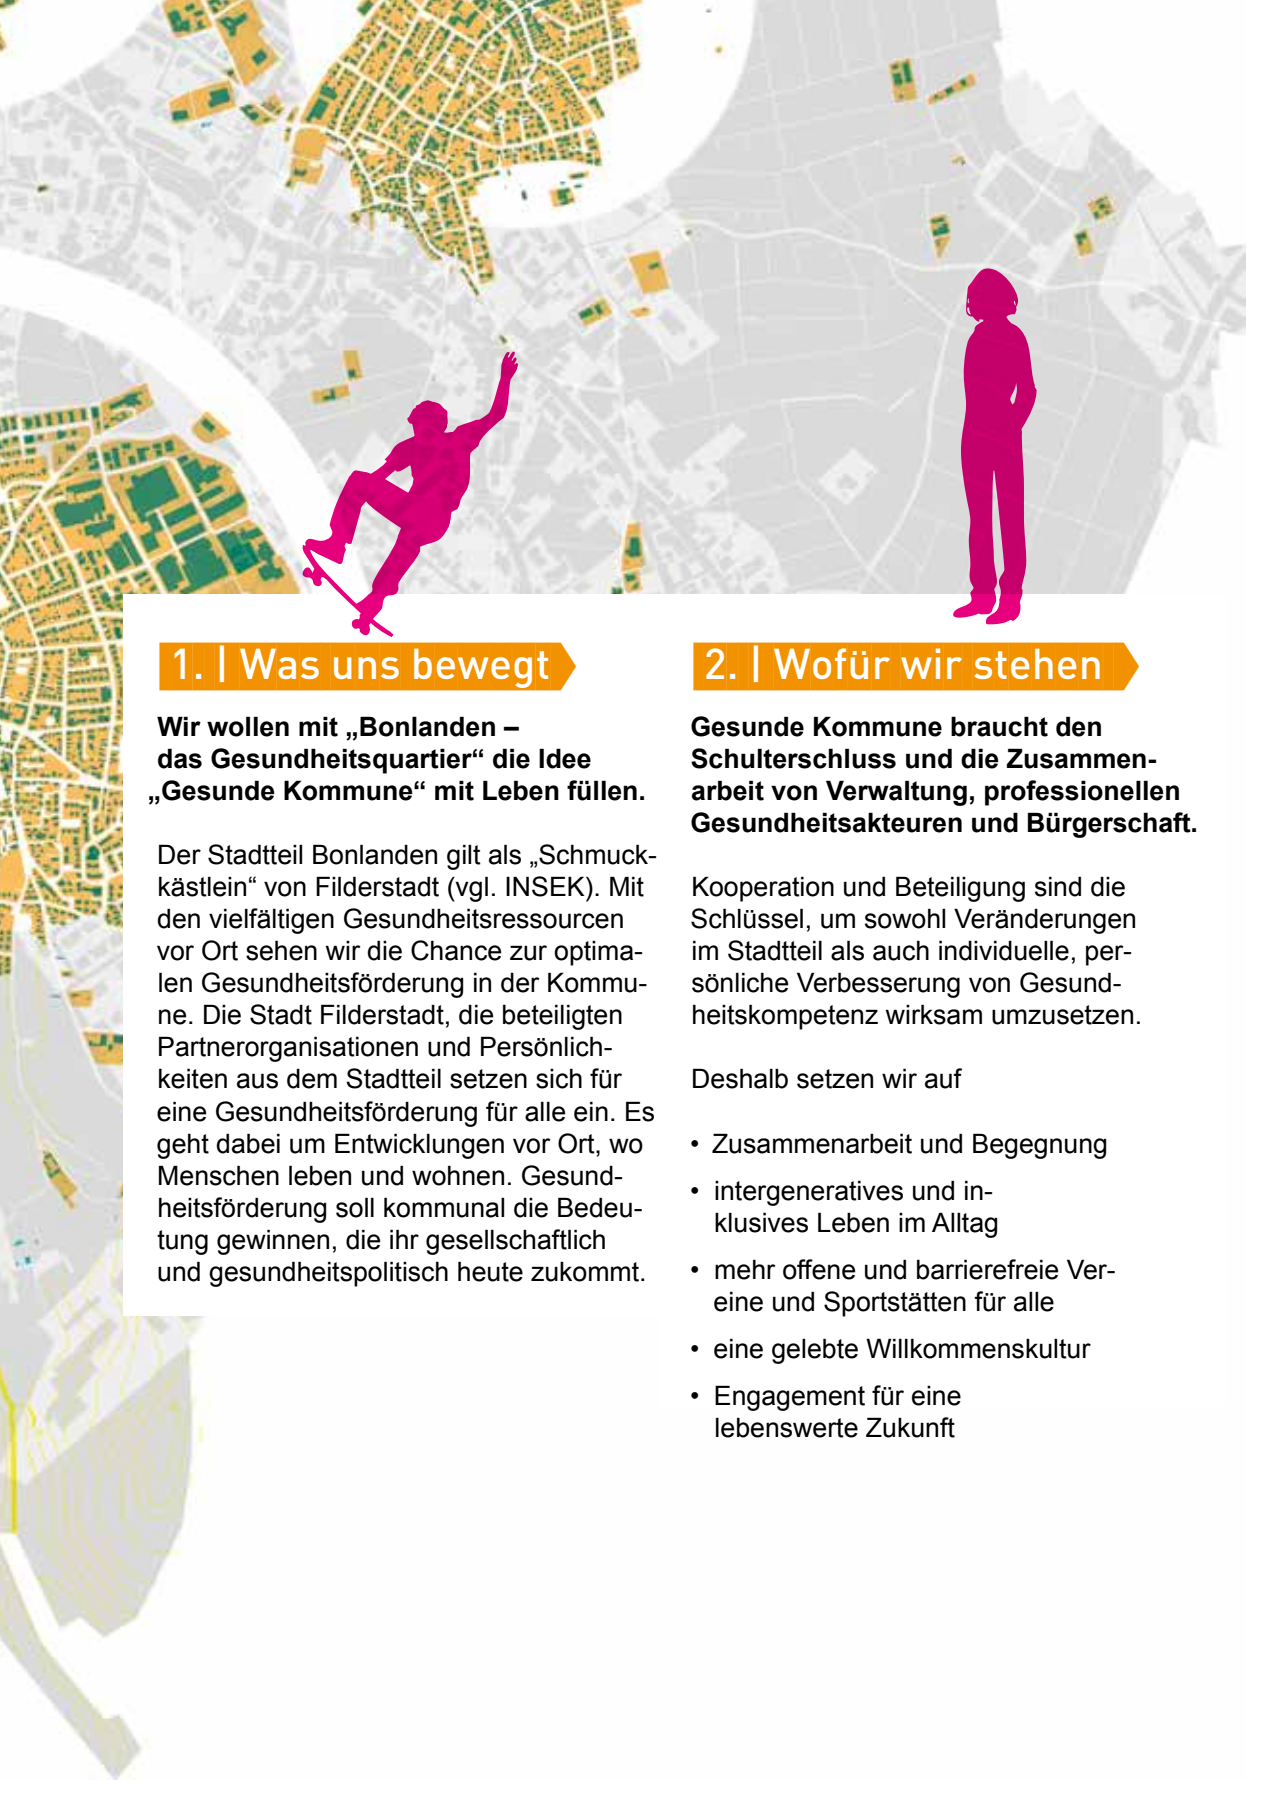 1. | Was uns bewegt
Wir wollen mit „Bonlanden –
das Gesundheitsquartier“ die Idee
„Gesunde Kommune“ mit Leben füllen.
Der Stadtteil Bonlanden gilt als „Schmuck-
kästlein“ von Filderstadt (vgl. INSEK). Mit
den vielfältigen Gesundheitsressourcen
vor Ort sehen wir die Chance zur optima-
len Gesundheitsförderung in der Kommu-
ne. Die Stadt Filderstadt, die beteiligten
Partnerorganisationen und Persönlich-
keiten aus dem Stadtteil setzen sich für
eine Gesundheitsförderung für alle ein. Es
geht dabei um Entwicklungen vor Ort, wo
Menschen leben und wohnen. Gesund-
heitsförderung soll kommunal die Bedeu-
tung gewinnen, die ihr gesellschaftlich
und gesundheitspolitisch heute zukommt.
2. | Wofür wir stehen
Gesunde Kommune braucht den
Schulterschluss und die Zusammen-
arbeit von Verwaltung, professionellen
Gesundheitsakteuren und Bürgerschaft.
Kooperation und Beteiligung sind die
Schlüssel, um sowohl Veränderungen
im Stadtteil als auch individuelle, per-
sönliche Verbesserung von Gesund-
heitskompetenz wirksam umzusetzen.
Deshalb setzen wir auf
• Zusammenarbeit und Begegnung
• intergeneratives und in-
klusives Leben im Alltag
• mehr offene und barrierefreie Ver-
eine und Sportstätten für alle
• eine gelebte Willkommenskultur
• Engagement für eine
lebenswerte Zukunft